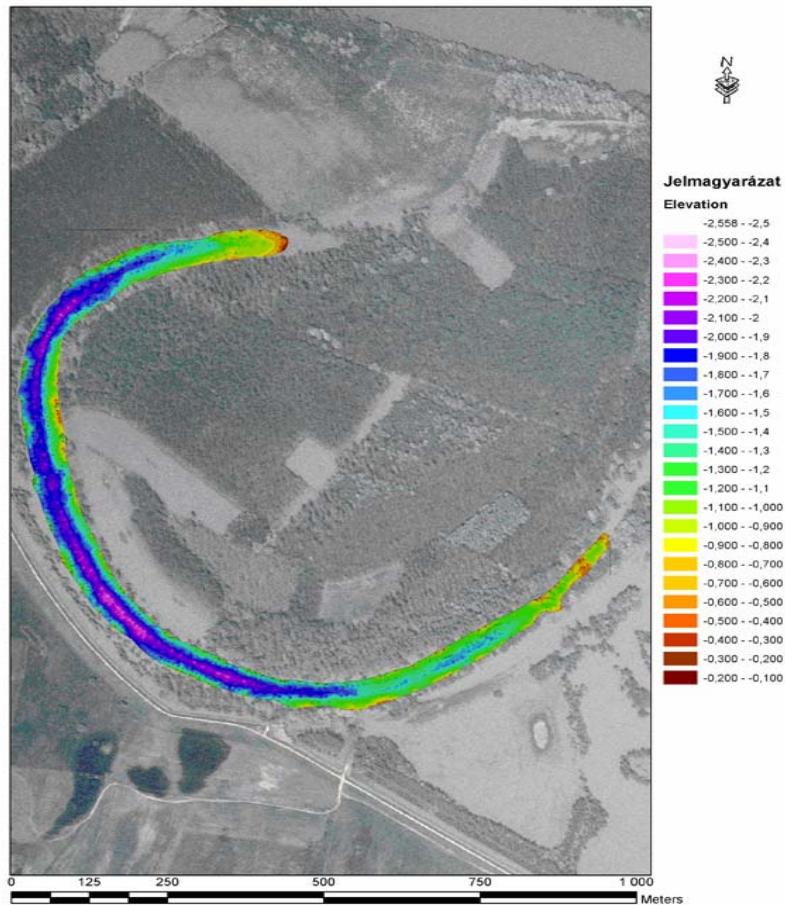 N
Jelmagyarázat
Elevation
-2,558 - -2,5
-2,500 - -2,4
-2,400 - -2,3
-2,300 - -2,2
-2,200 - -2,1
-2,100 - -2
-2,000 - -1,9
-1,900 - -1,8
-1,800 - -1,7
-1,700 - -1,6
-1,600 - -1,5
-1,500 - -1,4
-1,400 - -1,3
-1,300 - -1,2
-1,200 - -1,1
-1,100 - -1,000
-1,000 - -0,900
-0,900 - -0,800
-0,800 - -0,700
-0,700 - -0,600
-0,600 - -0,500
-0,500 - -0,400
-0,400 - -0,300
-0,300 - -0,200
-0,200 - -0,100
0 125 250 500 750 1 000
Meters